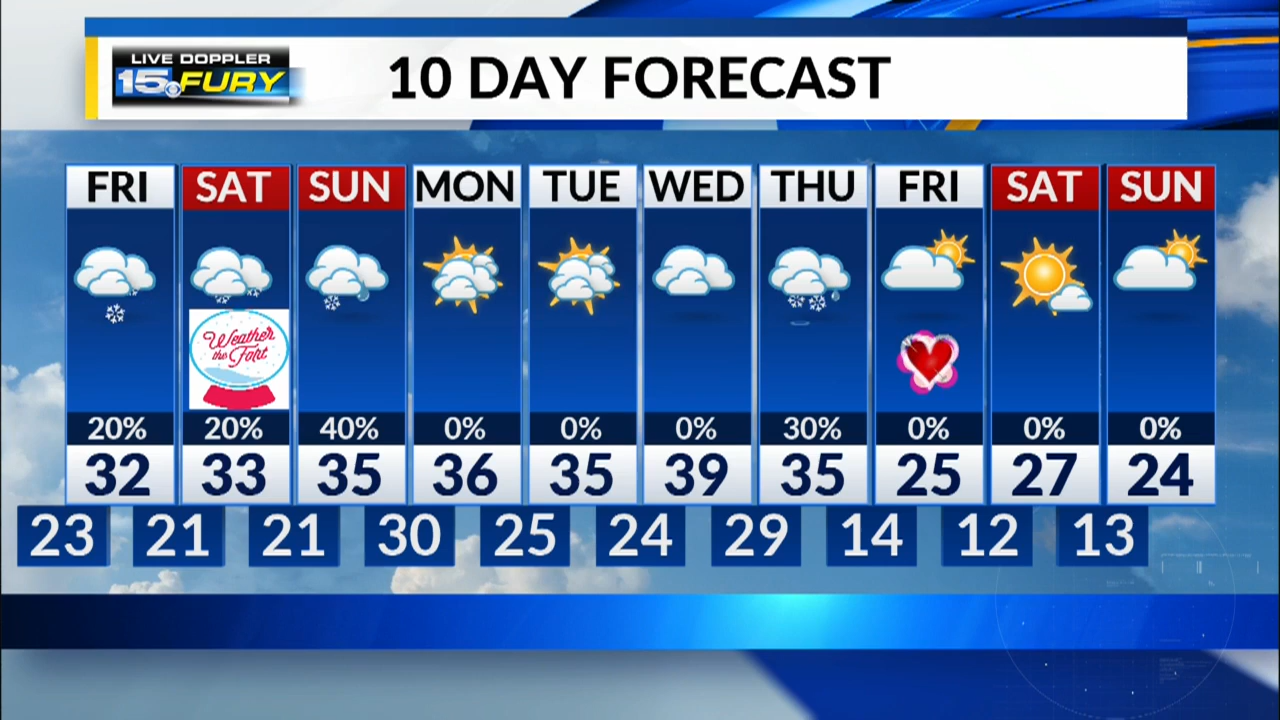 LIVE DOPPLER
15 FURY
10 DAY FORECAST
FRI SAT SUN MON TUE WED THU FRI SAT SUN
Weather
the Fort
20% 20% 40% 0% 0% 0% 30% 0% 0% 0%
32 33 35 36 35 39 35 25 27 24
23 21 21 30 25 24 29 14 12 13